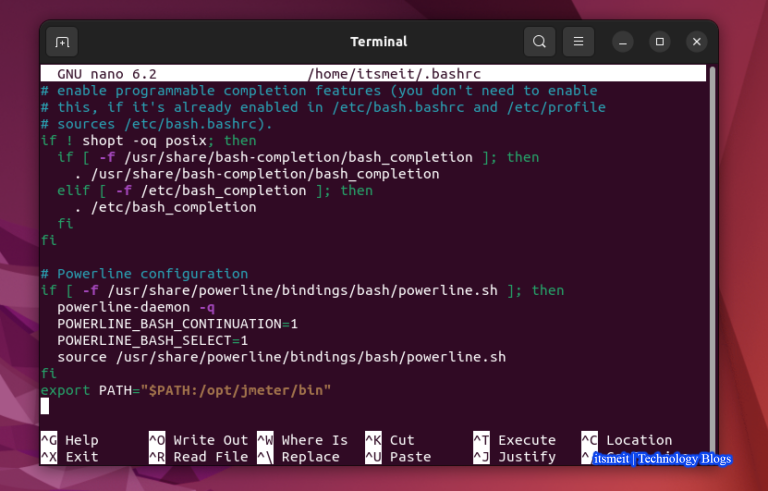 Terminal
GNU nano 6.2 /home/itsmeit/.bashrc
# enable programmable completion features (you don't need to enable
# this, if it's already enabled in /etc/bash.bashrc and /etc/profile
# sources /etc/bash.bashrc).
if ! shopt -oq posix; then
  if [ -f /usr/share/bash-completion/bash_completion ]; then
    . /usr/share/bash-completion/bash_completion
  elif [ -f /etc/bash_completion ]; then
    . /etc/bash_completion
  fi
fi
# Powerline configuration
if [ -f /usr/share/powerline/bindings/bash/powerline.sh ]; then
  powerline-daemon -q
  POWERLINE_BASH_CONTINUATION=1
  POWERLINE_BASH_SELECT=1
  source /usr/share/powerline/bindings/bash/powerline.sh
fi
export PATH="$PATH:/opt/jmeter/bin"
^G Help ^O Write Out ^W Where Is ^K Cut ^T Execute ^C Location
^X Exit ^R Read File ^\ Replace ^U Paste ^J Justify
itsmeit | Technology Blogs